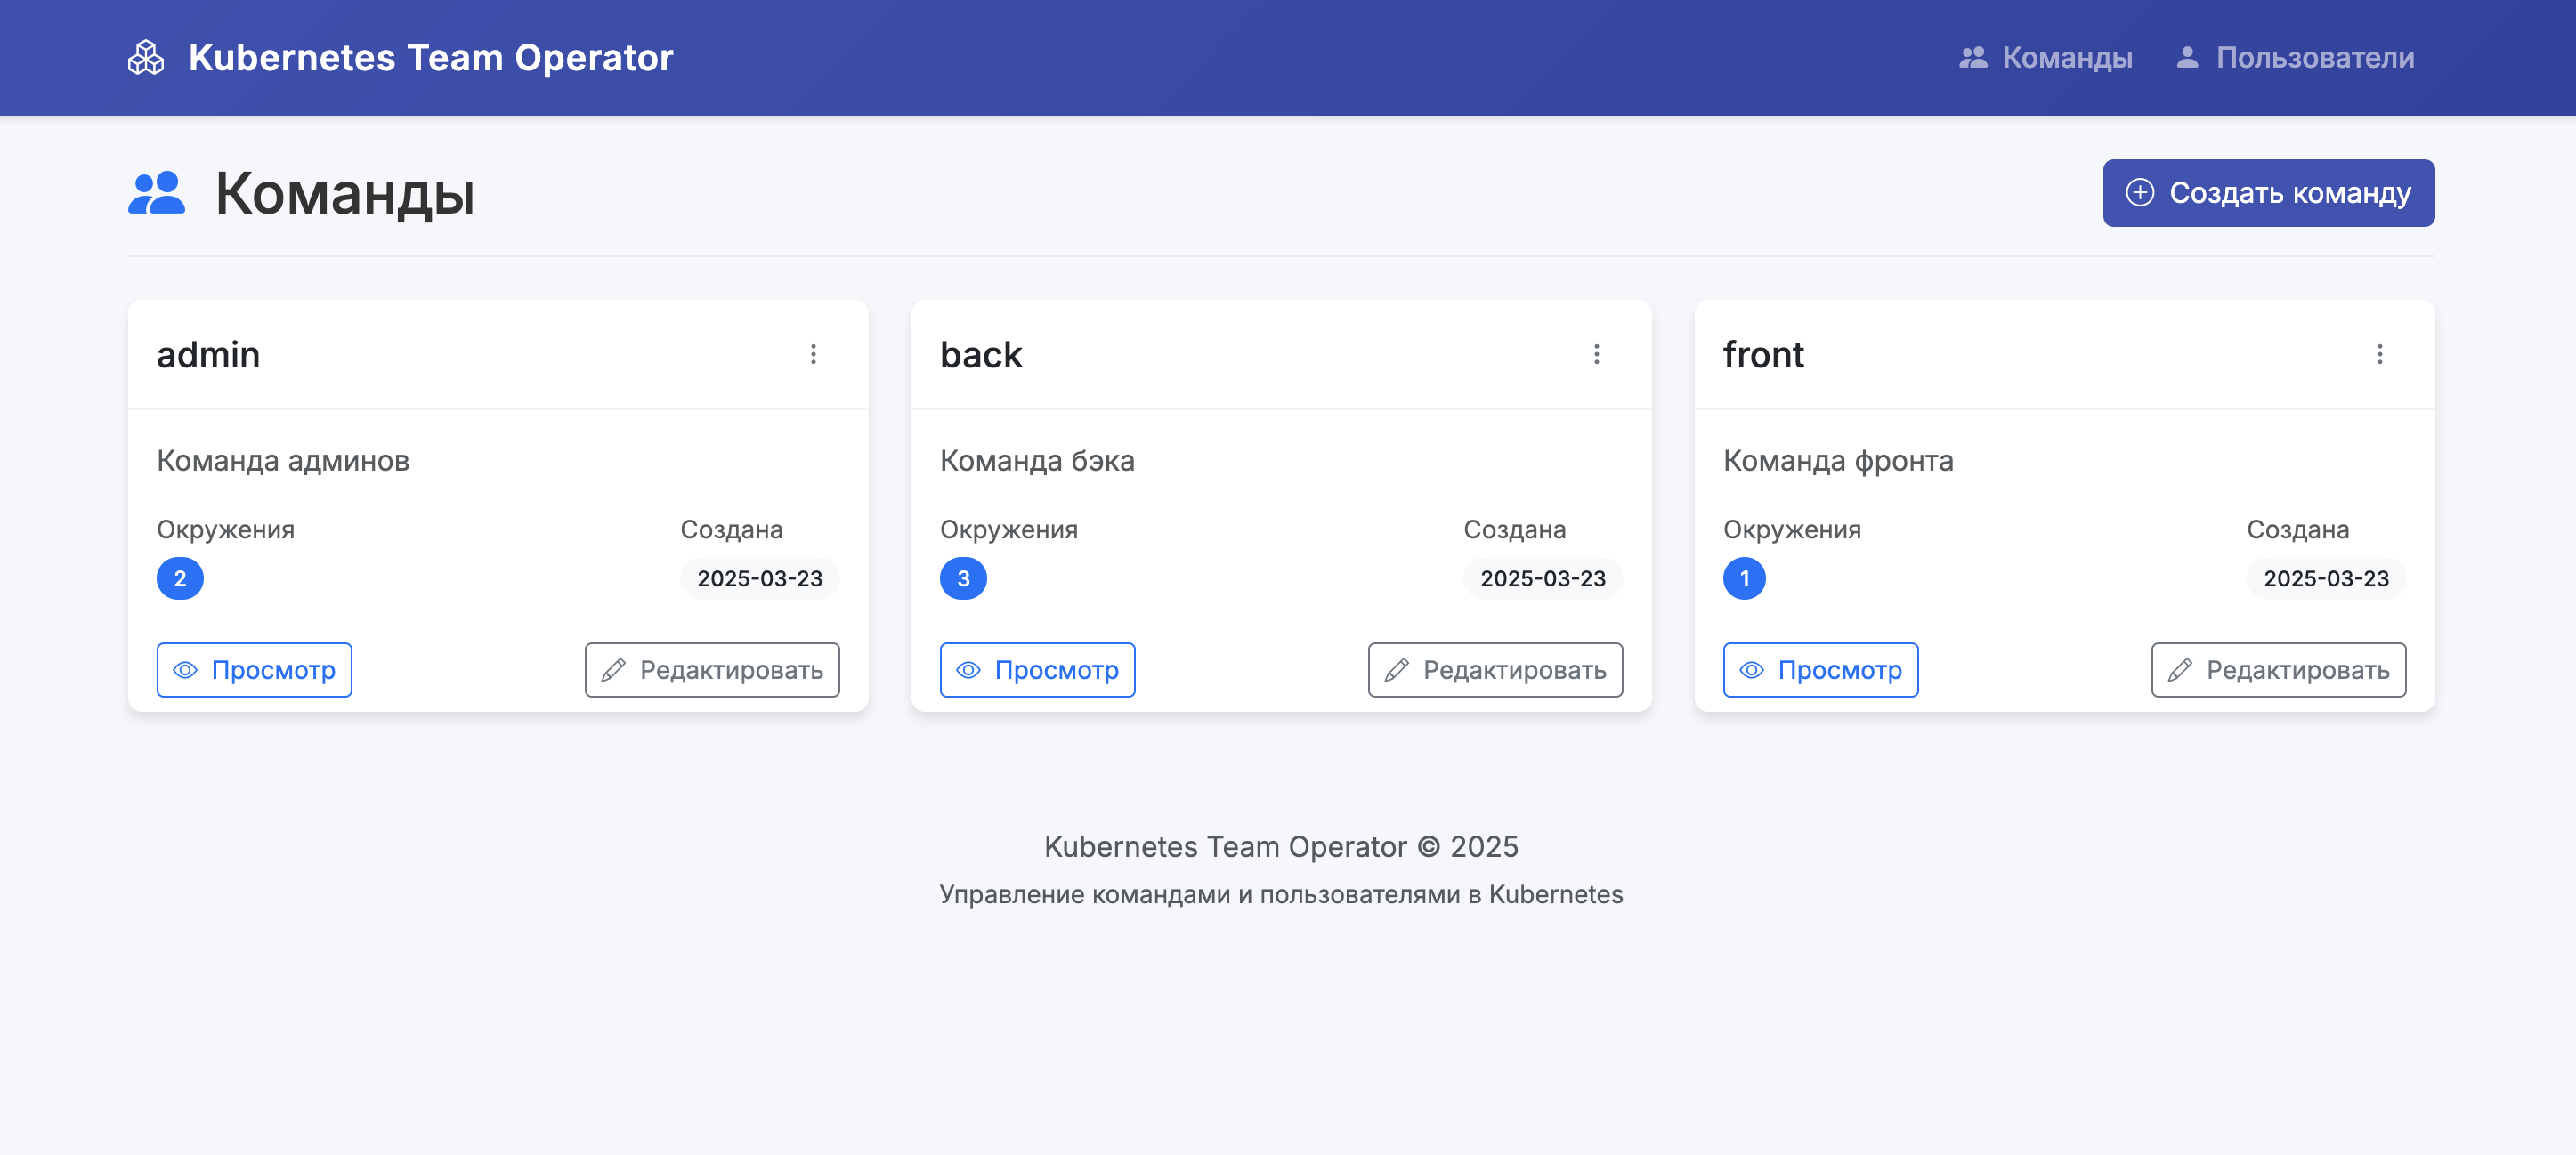 Kubernetes Team Operator
Команды
Пользователи
Команды
Создать команду
admin
Команда админов
Окружения
Создана
2
2025-03-23
Просмотр
Редактировать
back
Команда бэка
Окружения
Создана
3
2025-03-23
Просмотр
Редактировать
front
Команда фронта
Окружения
Создана
1
2025-03-23
Просмотр
Редактировать
Kubernetes Team Operator © 2025
Управление командами и пользователями в Kubernetes